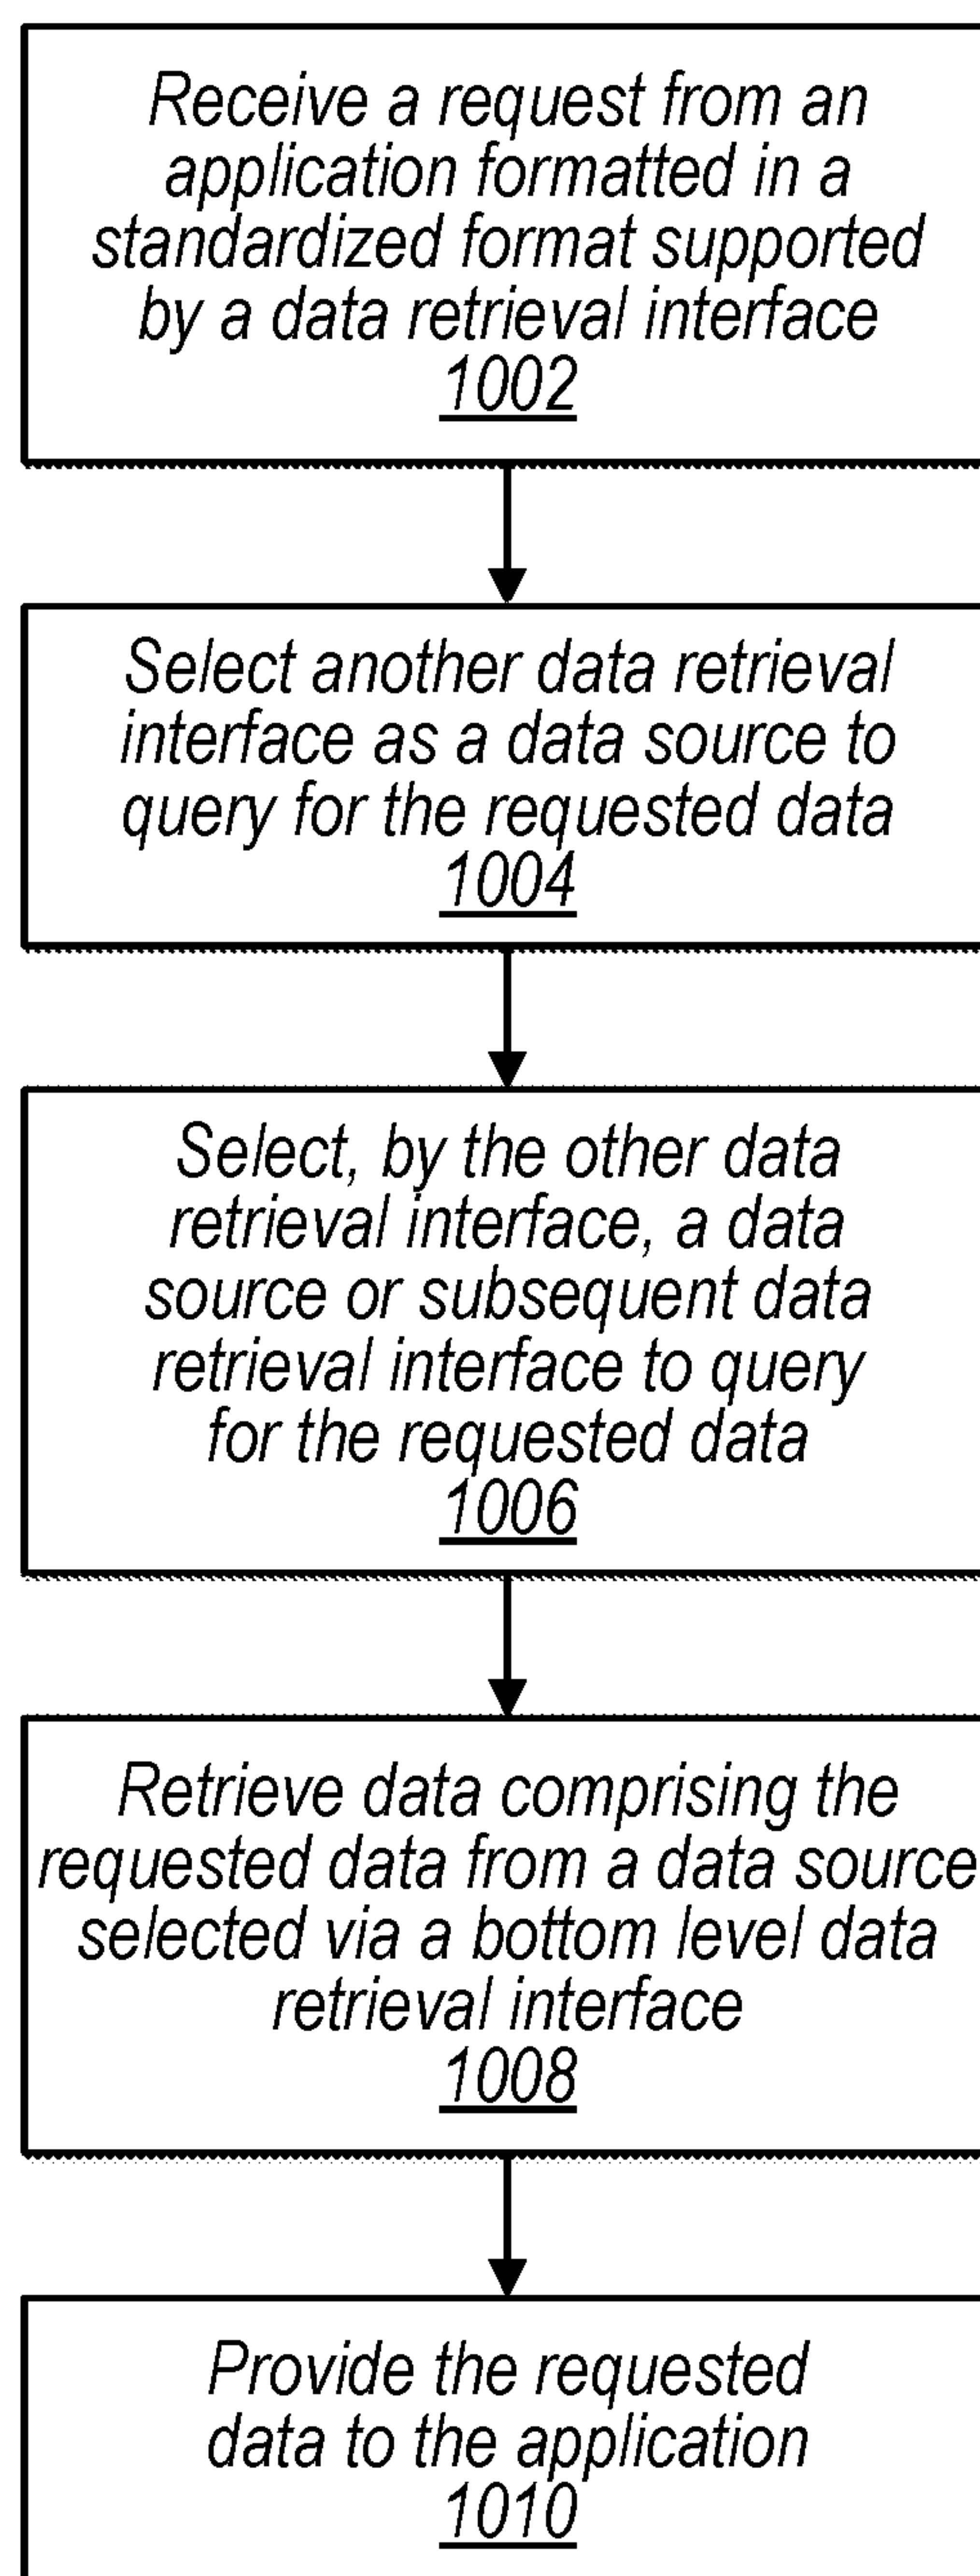 Receive a request from an
application formatted in a
standardized format supported
by a data retrieval interface
1002
Select another data retrieval
interface as a data source to
query for the requested data
1004
Select, by the other data
retrieval interface, a data
source or subsequent data
retrieval interface to query
for the requested data
1006
Retrieve data comprising the
requested data from a data source
selected via a bottom level data
retrieval interface
1008
Provide the requested
data to the application
1010